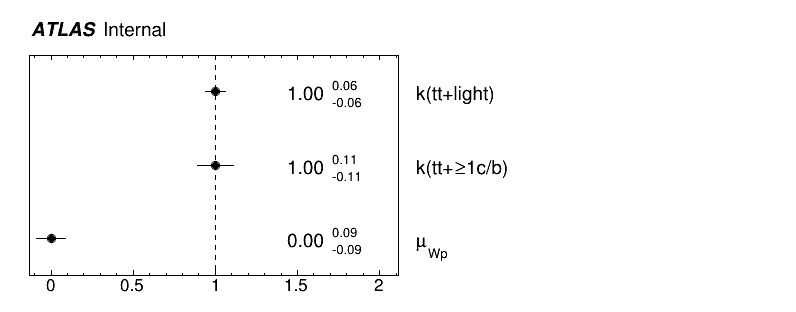 ATLAS Internal
1.00 0.06 -0.06 k(tt+light)
1.00 0.11 -0.11 k(tt+≥1c/b)
0.00 0.09 -0.09 μWp
0 0.5 1 1.5 2